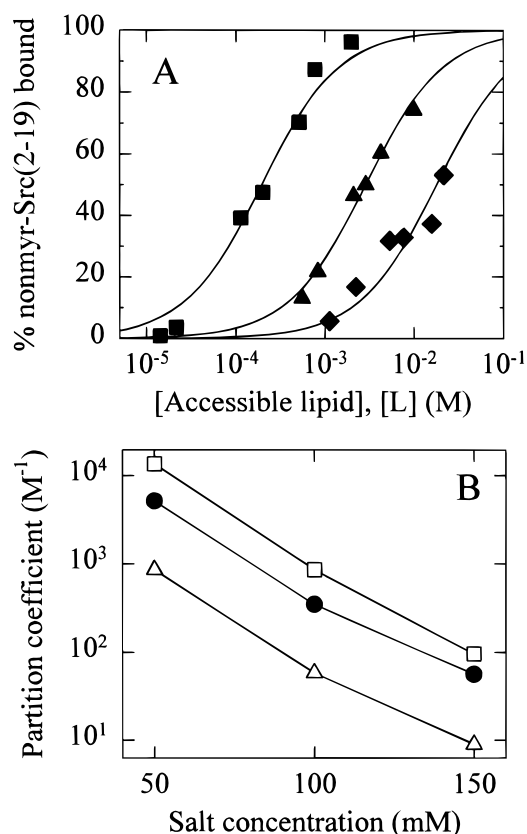 100
80
60
40
20
0
% nonmyr-Src(2-19) bound
A
10⁻⁵ 10⁻⁴ 10⁻³ 10⁻² 10⁻¹
[Accessible lipid], [L] (M)
B
10⁴
10³
10²
10¹
Partition coefficient (M⁻¹)
50 100 150
Salt concentration (mM)